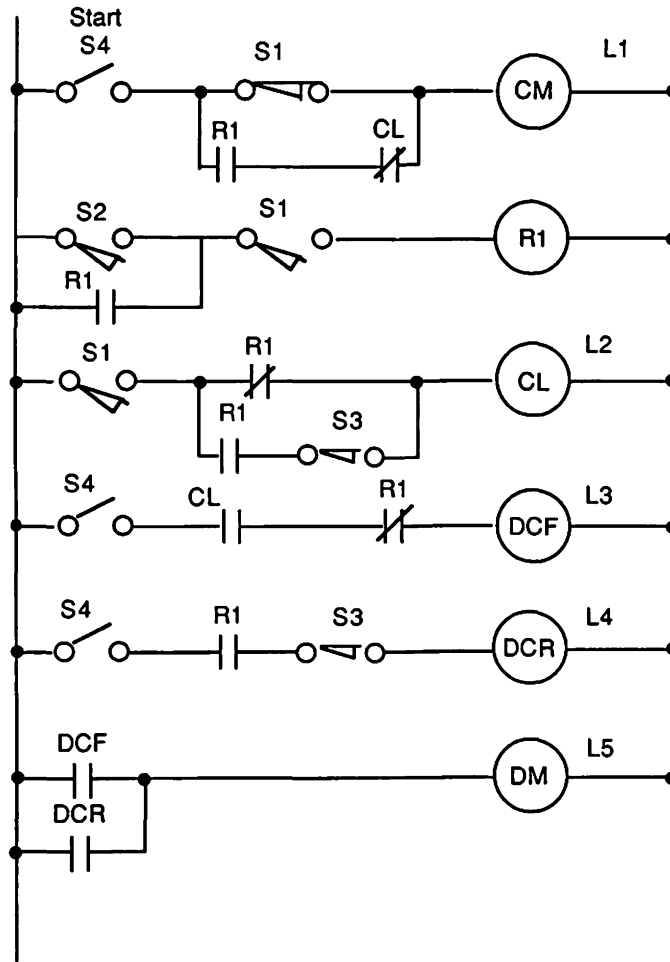 Start
S4
S1
L1
CM
R1
CL
S2
S1
R1
R1
S1
R1
L2
CL
R1
S3
S4
CL
R1
L3
DCF
S4
R1
S3
L4
DCR
DCF
L5
DM
DCR